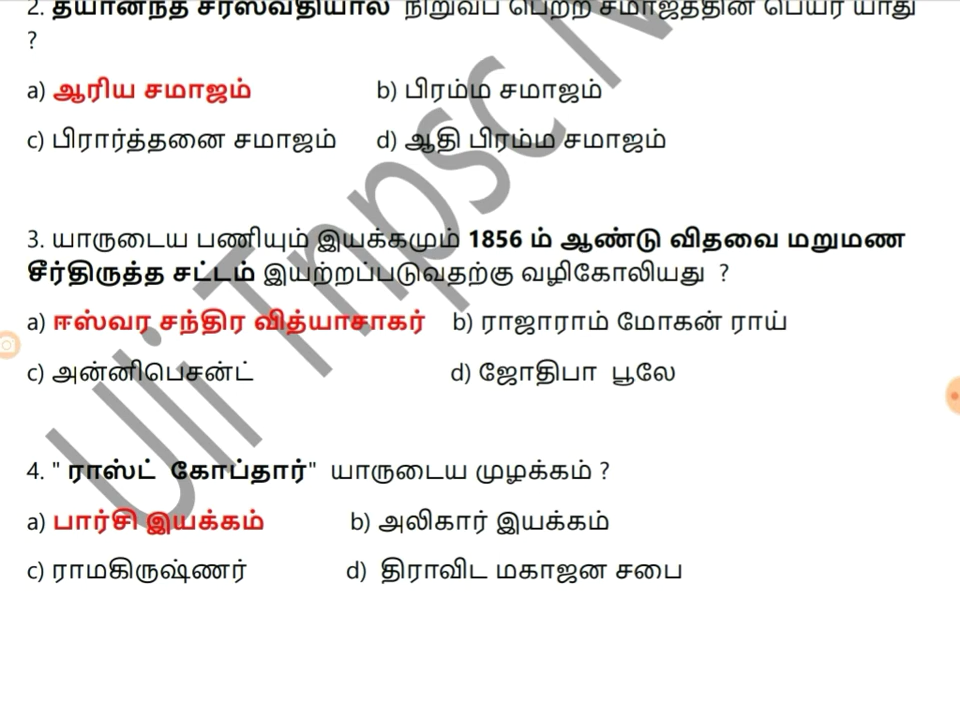 2. தயானந்த சரஸ்வதியால் நிறுவப் பெற்ற சமாஜத்தின் பெயர் யாது
?
a) ஆரிய சமாஜம் b) பிரம்ம சமாஜம்
c) பிரார்த்தனை சமாஜம் d) ஆதி பிரம்ம சமாஜம்
3. யாருடைய பணியும் இயக்கமும் 1856 ம் ஆண்டு விதவை மறுமண
சீர்திருத்த சட்டம் இயற்றப்படுவதற்கு வழிகோலியது ?
a) ஈஸ்வர சந்திர வித்யாசாகர் b) ராஜாராம் மோகன் ராய்
c) அன்னிபெசன்ட் d) ஜோதிபா பூலே
4. " ராஸ்ட் கோப்தார்" யாருடைய முழக்கம் ?
a) பார்சி இயக்கம் b) அலிகார் இயக்கம்
c) ராமகிருஷ்ணர் d) திராவிட மகாஜன சபை
Uli Tnpsc